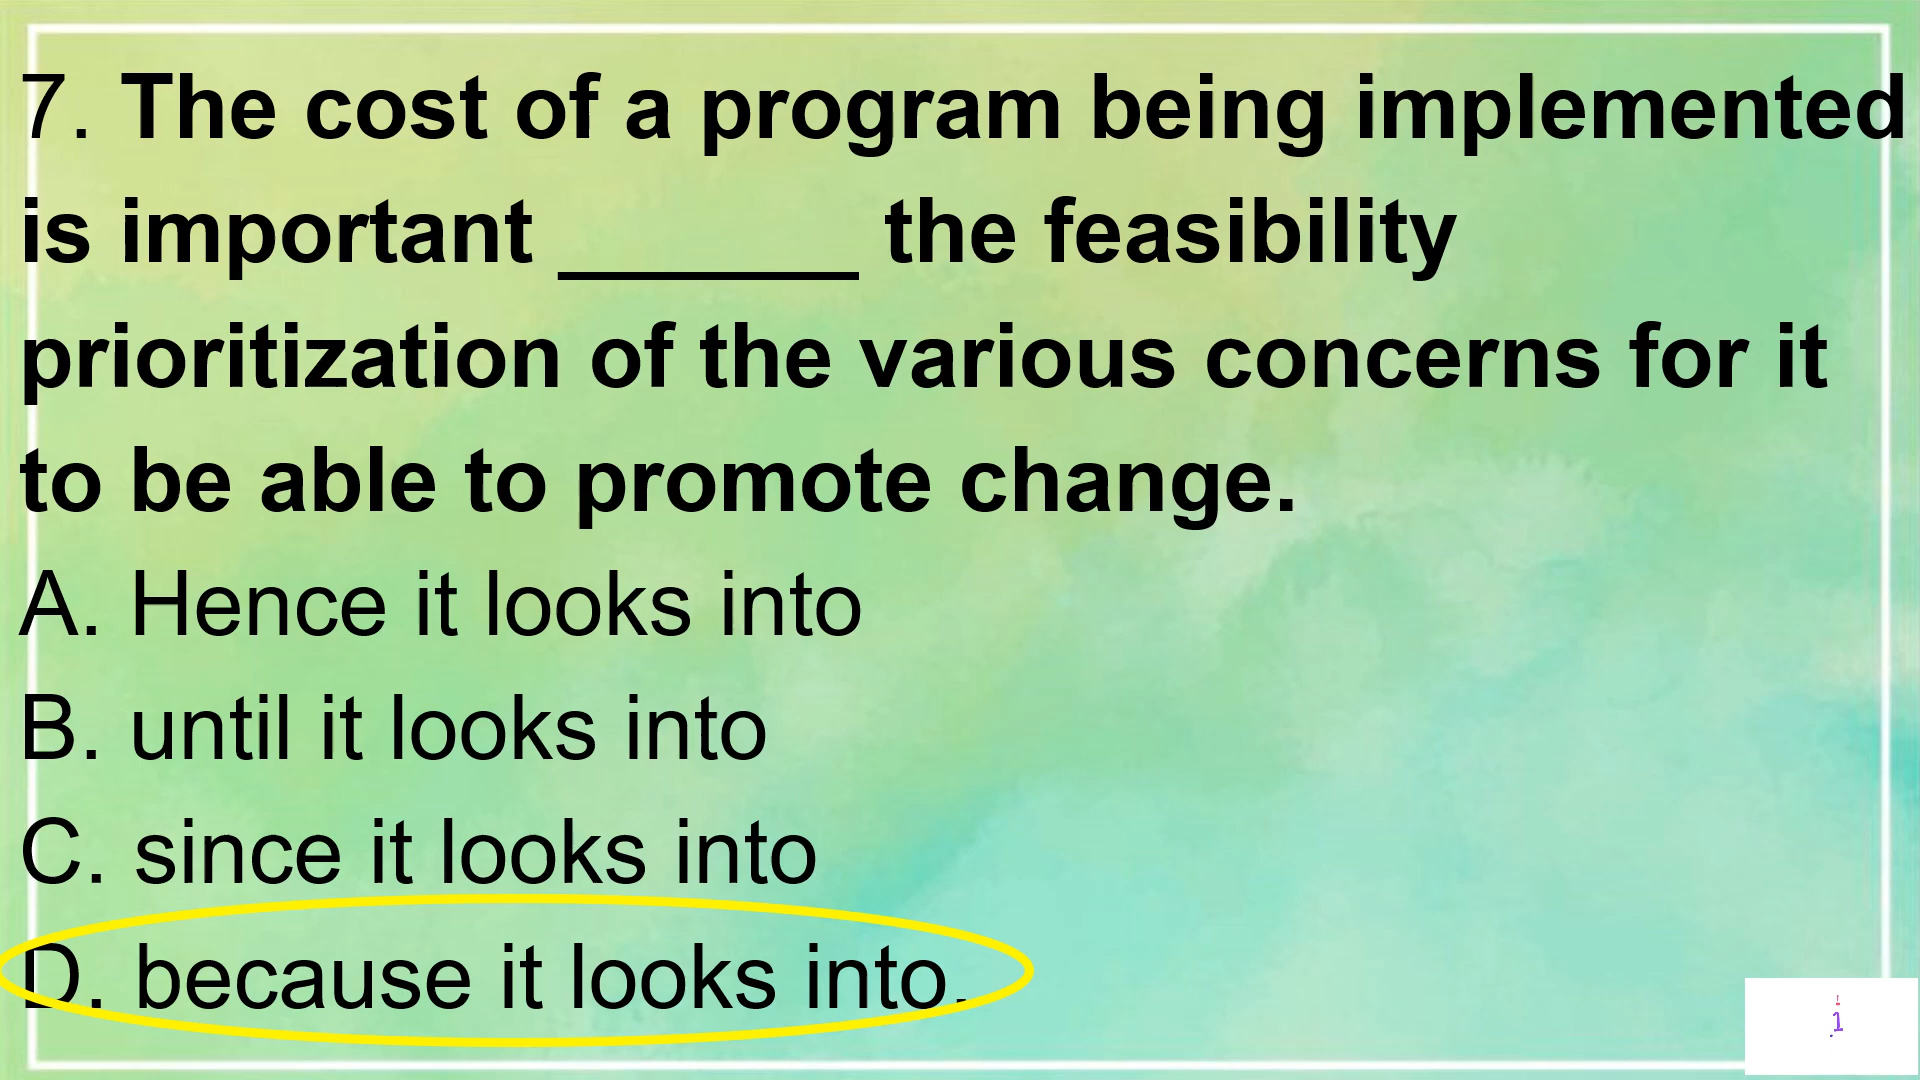 7. The cost of a program being implemented
is important ______ the feasibility
prioritization of the various concerns for it
to be able to promote change.
A. Hence it looks into
B. until it looks into
C. since it looks into
D. because it looks into.
1